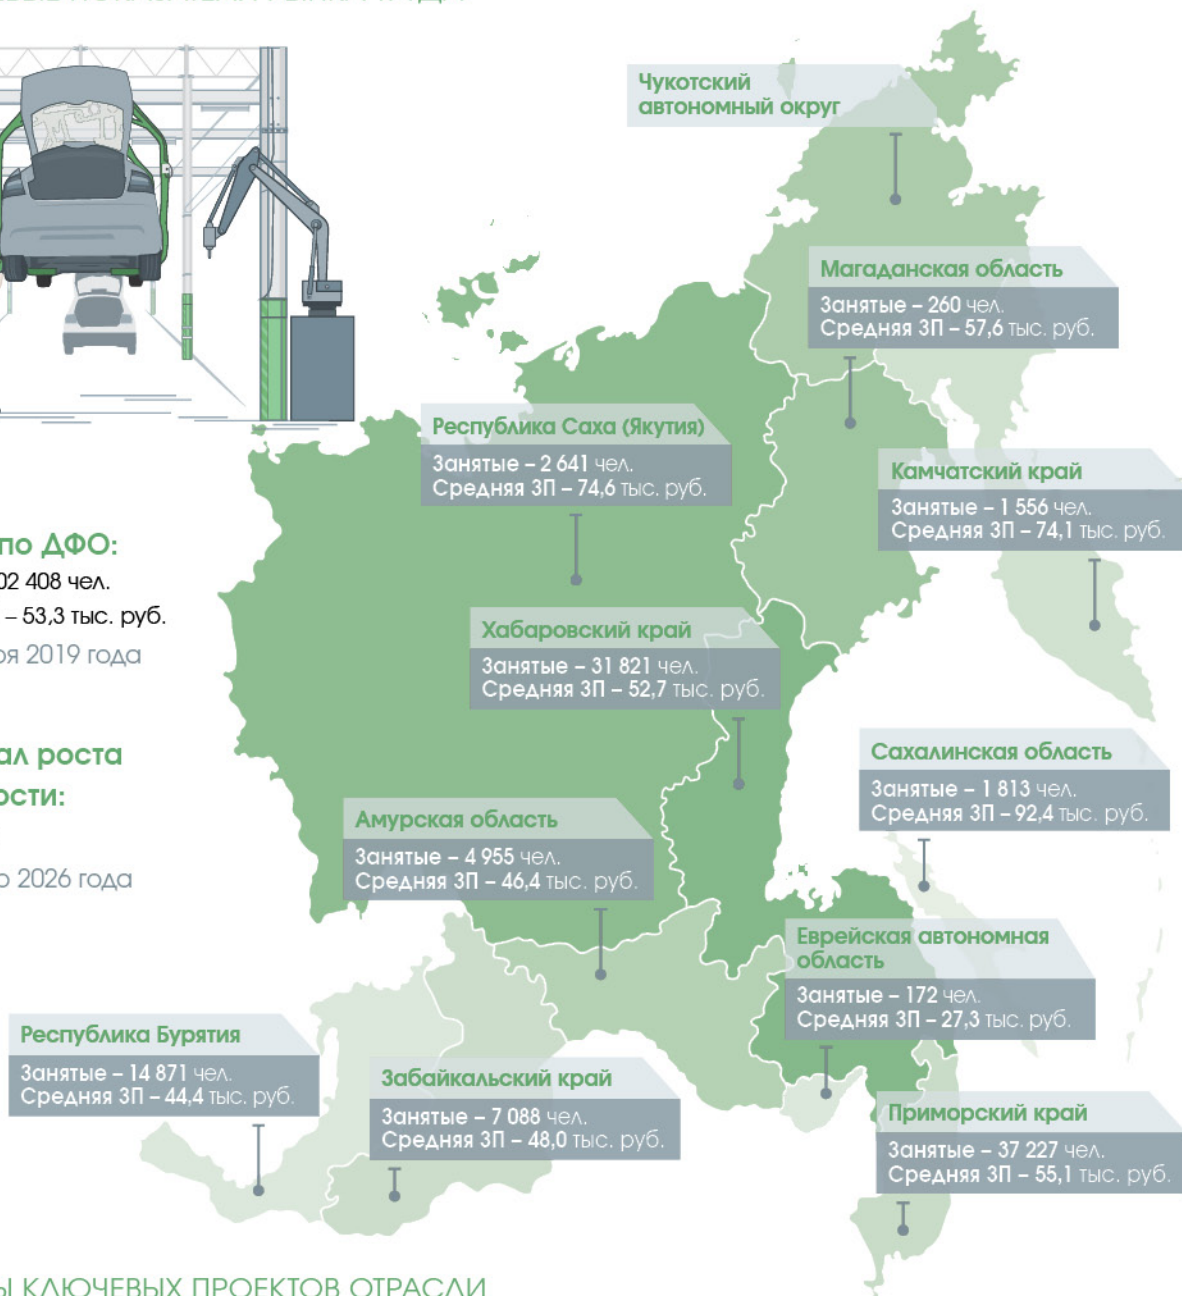 Чукотский
автономный округ
Магаданская область
Занятые – 260 чел.
Средняя ЗП – 57,6 тыс. руб.
Республика Саха (Якутия)
Занятые – 2 641 чел.
Средняя ЗП – 74,6 тыс. руб.
Камчатский край
Занятые – 1 556 чел.
Средняя ЗП – 74,1 тыс. руб.
по ДФО:
02 408 чел.
– 53,3 тыс. руб.
ря 2019 года
Хабаровский край
Занятые – 31 821 чел.
Средняя ЗП – 52,7 тыс. руб.
ал роста
ости:
о 2026 года
Сахалинская область
Занятые – 1 813 чел.
Средняя ЗП – 92,4 тыс. руб.
Амурская область
Занятые – 4 955 чел.
Средняя ЗП – 46,4 тыс. руб.
Еврейская автономная
область
Занятые – 172 чел.
Средняя ЗП – 27,3 тыс. руб.
Республика Бурятия
Занятые – 14 871 чел.
Средняя ЗП – 44,4 тыс. руб.
Забайкальский край
Занятые – 7 088 чел.
Средняя ЗП – 48,0 тыс. руб.
Приморский край
Занятые – 37 227 чел.
Средняя ЗП – 55,1 тыс. руб.
Ы КЛЮЧЕВЫХ ПРОЕКТОВ ОТРАСЛИ